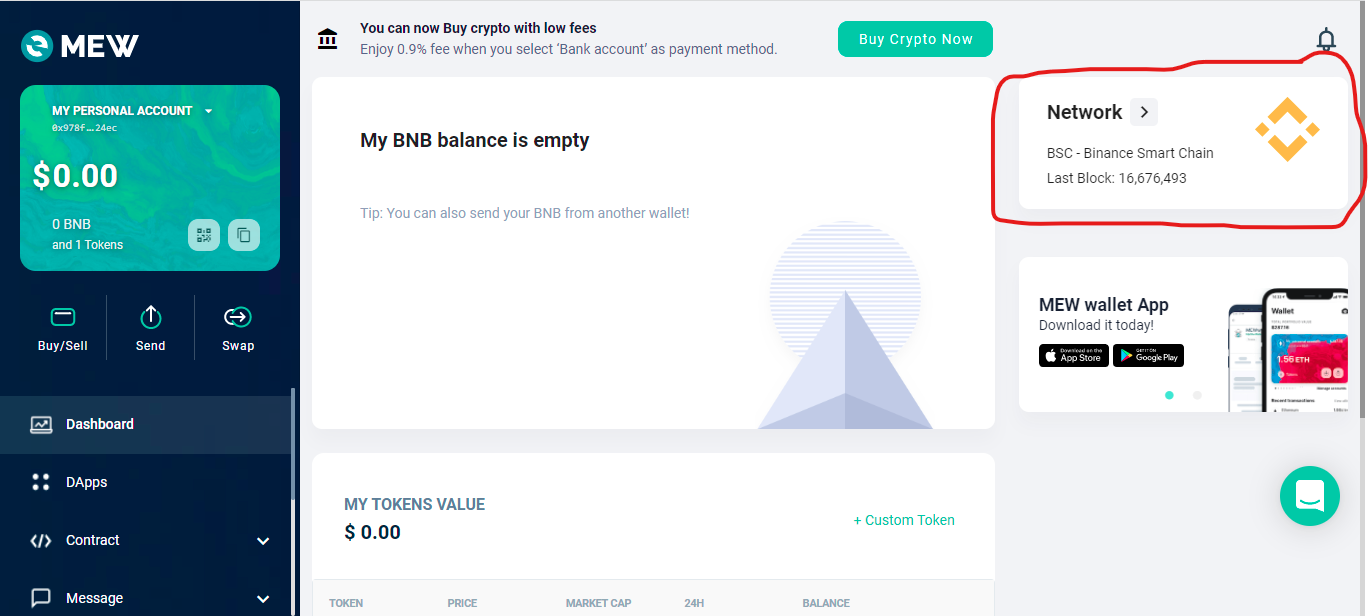 MEW
MY PERSONAL ACCOUNT
0x978f...24ec
$0.00
0 BNB
and 1 Tokens
Buy/Sell
Send
Swap
Dashboard
DApps
Contract
Message
You can now Buy crypto with low fees
Enjoy 0.9% fee when you select ‘Bank account’ as payment method.
Buy Crypto Now
My BNB balance is empty
Tip: You can also send your BNB from another wallet!
Network
BSC - Binance Smart Chain
Last Block: 16,676,493
MEW wallet App
Download it today!
Download on the
App Store
GET IT ON
Google Play
Wallet
1.56 ETH
MY TOKENS VALUE
$ 0.00
+ Custom Token
TOKEN PRICE MARKET CAP 24H BALANCE